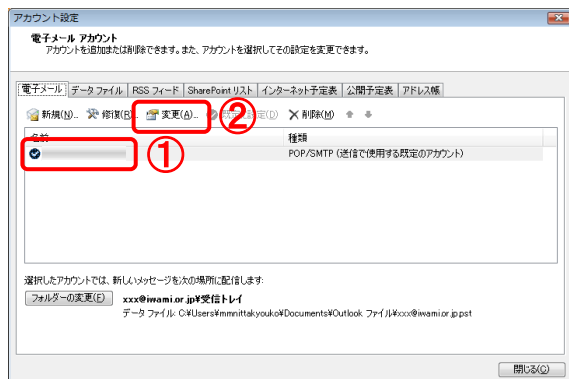 アカウント設定
電子メール アカウント
アカウントを追加または削除できます。また、アカウントを選択してその設定を変更できます。
電子メール データ ファイル RSS フィード SharePoint リスト インターネット予定表 公開予定表 アドレス帳
新規(N)... 修復(R)... 変更(A)... ② 定(D) 削除(M)
名前 種類
① POP/SMTP (送信で使用する既定のアカウント)
選択したアカウントでは、新しいメッセージを次の場所に配信します:
フォルダーの変更(F) xxx@iwami.or.jp¥受信トレイ
データ ファイル: C:¥Users¥mmnittakyouko¥Documents¥Outlook ファイル¥xxx@iwami.or.jp.pst
閉じる(C)